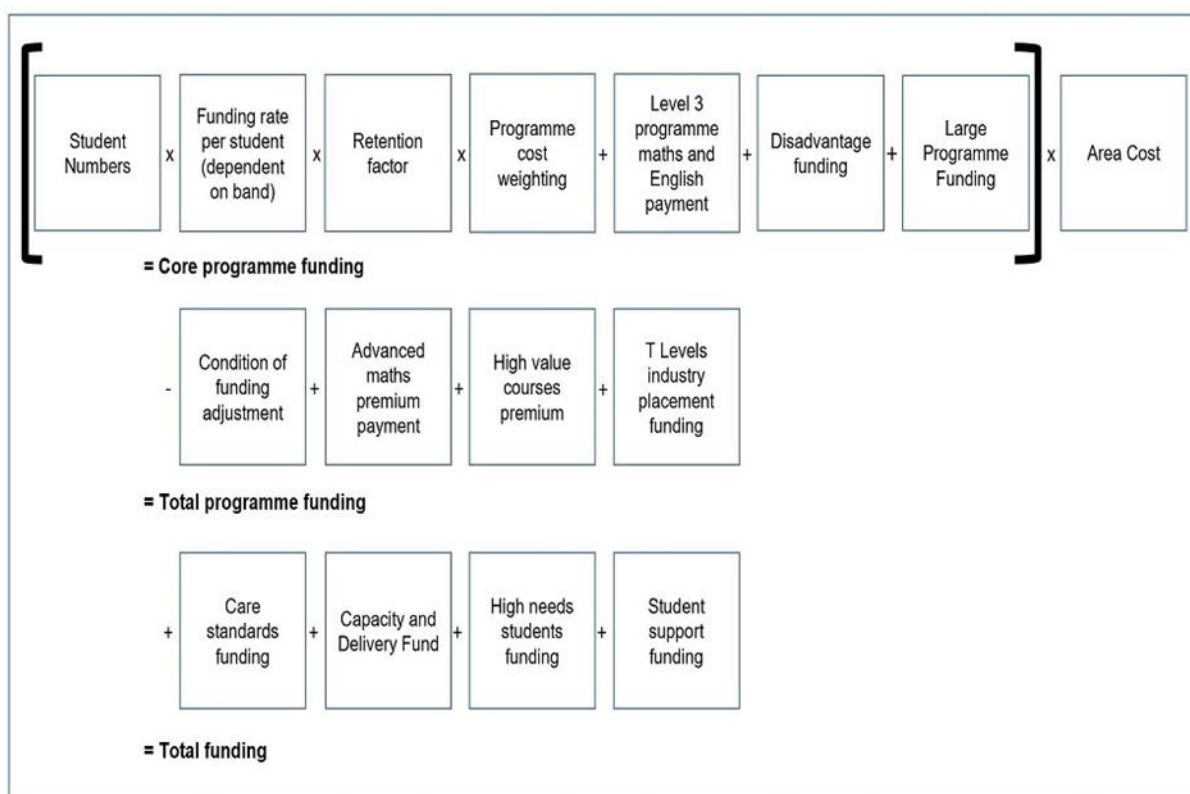 Student
Numbers
x
Funding rate
per student
(dependent
on band)
x
Retention
factor
x
Programme
cost
weighting
+
Level 3
programme
maths and
English
payment
+
Disadvantage
funding
+
Large
Programme
Funding
x
Area Cost
= Core programme funding
-
Condition of
funding
adjustment
+
Advanced
maths
premium
payment
+
High value
courses
premium
+
T Levels
industry
placement
funding
= Total programme funding
+
Care
standards
funding
+
Capacity and
Delivery Fund
+
High needs
students
funding
+
Student
support
funding
= Total funding